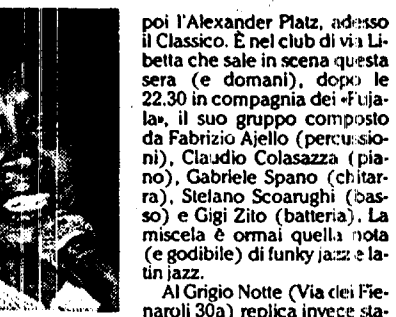 poi l'Alexander Platz, adesso
il Classico. È nel club di via Li-
betta che sale in scena questa
sera (e domani), dopo le
22.30 in compagnia dei «Fuja-
la», il suo gruppo composto
da Fabrizio Ajello (percussio-
ni), Claudio Colasazza (pia-
no), Gabriele Spano (chitar-
ra), Stelano Scoarughi (bas-
so) e Gigi Zito (batteria). La
miscela è ormai quella nota
(e godibile) di funky jazz e la-
tin jazz.
Al Grigio Notte (Via dei Fie-
naroli 30a) replica invece sta-